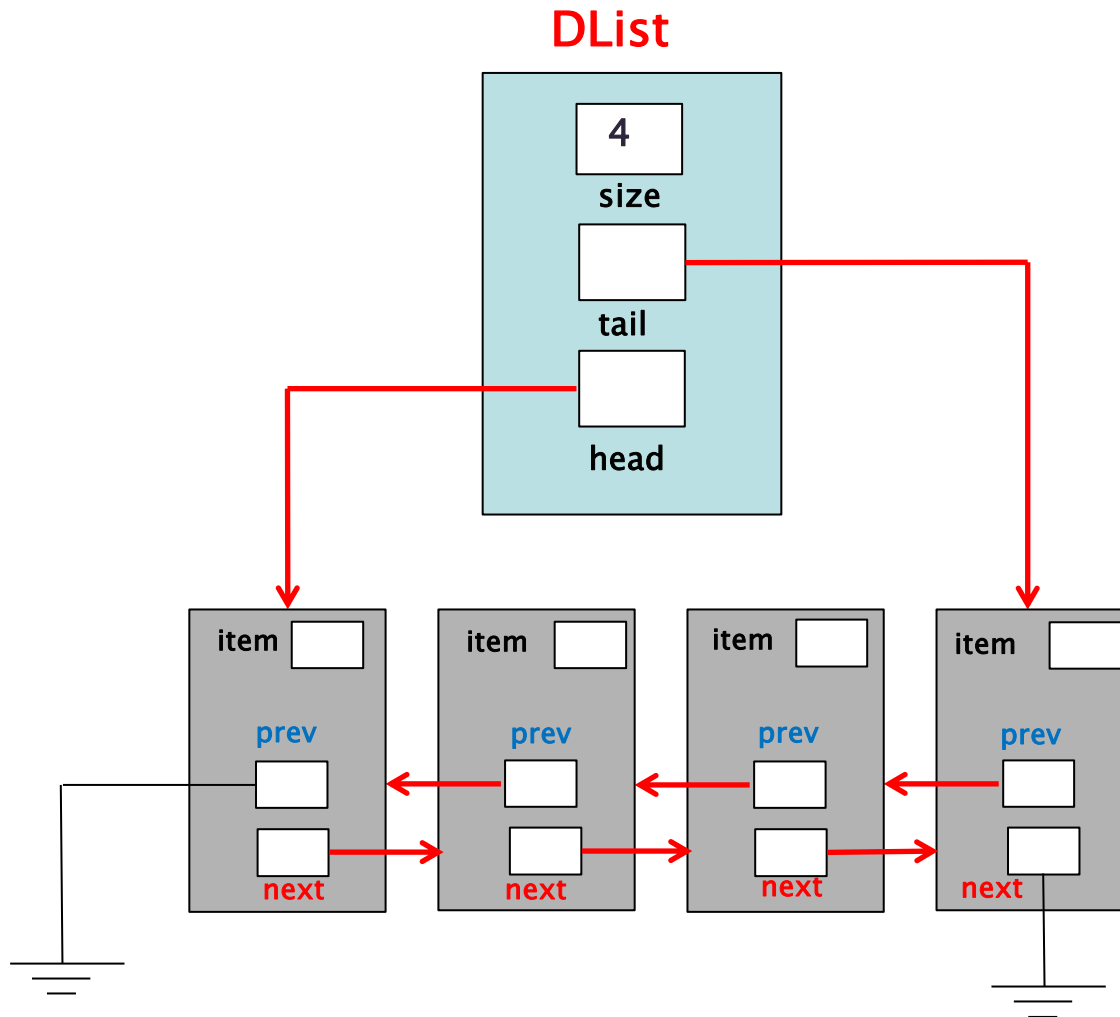 DList
4
size
tail
head
item item item item
prev prev prev prev
next next next next